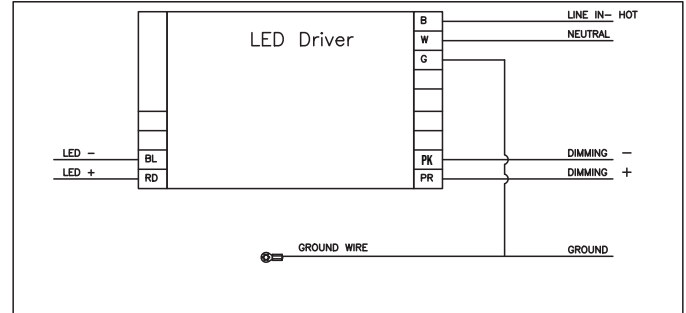 B LINE IN- HOT
LED Driver W NEUTRAL
G
LED - BL PK DIMMING -
LED + RD PR DIMMING +
GROUND WIRE GROUND